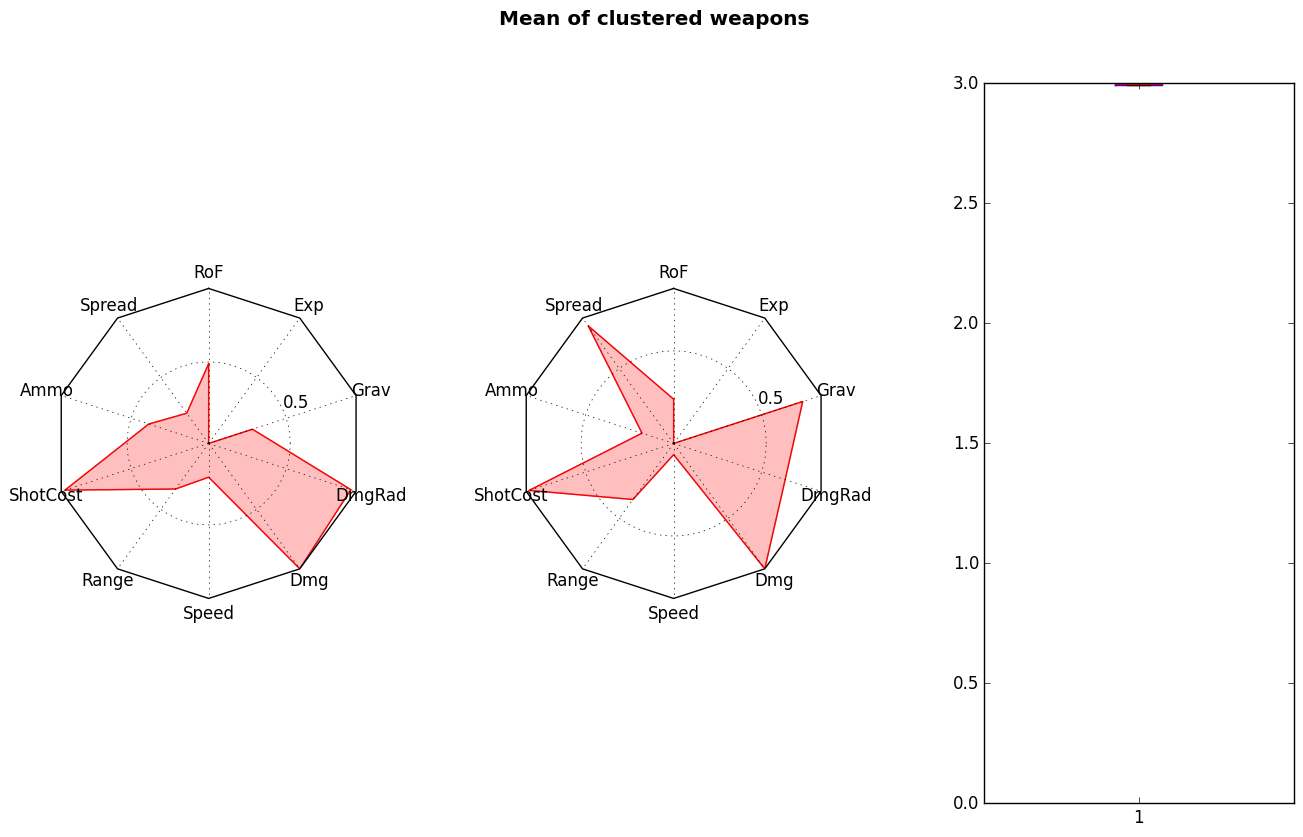 Mean of clustered weapons
RoF
Exp
Spread
0.5
Grav
Ammo
DmgRad
ShotCost
Dmg
Range
Speed
RoF
Exp
Spread
0.5
Grav
Ammo
DmgRad
ShotCost
Dmg
Range
Speed
3.0
2.5
2.0
1.5
1.0
0.5
0.0
1